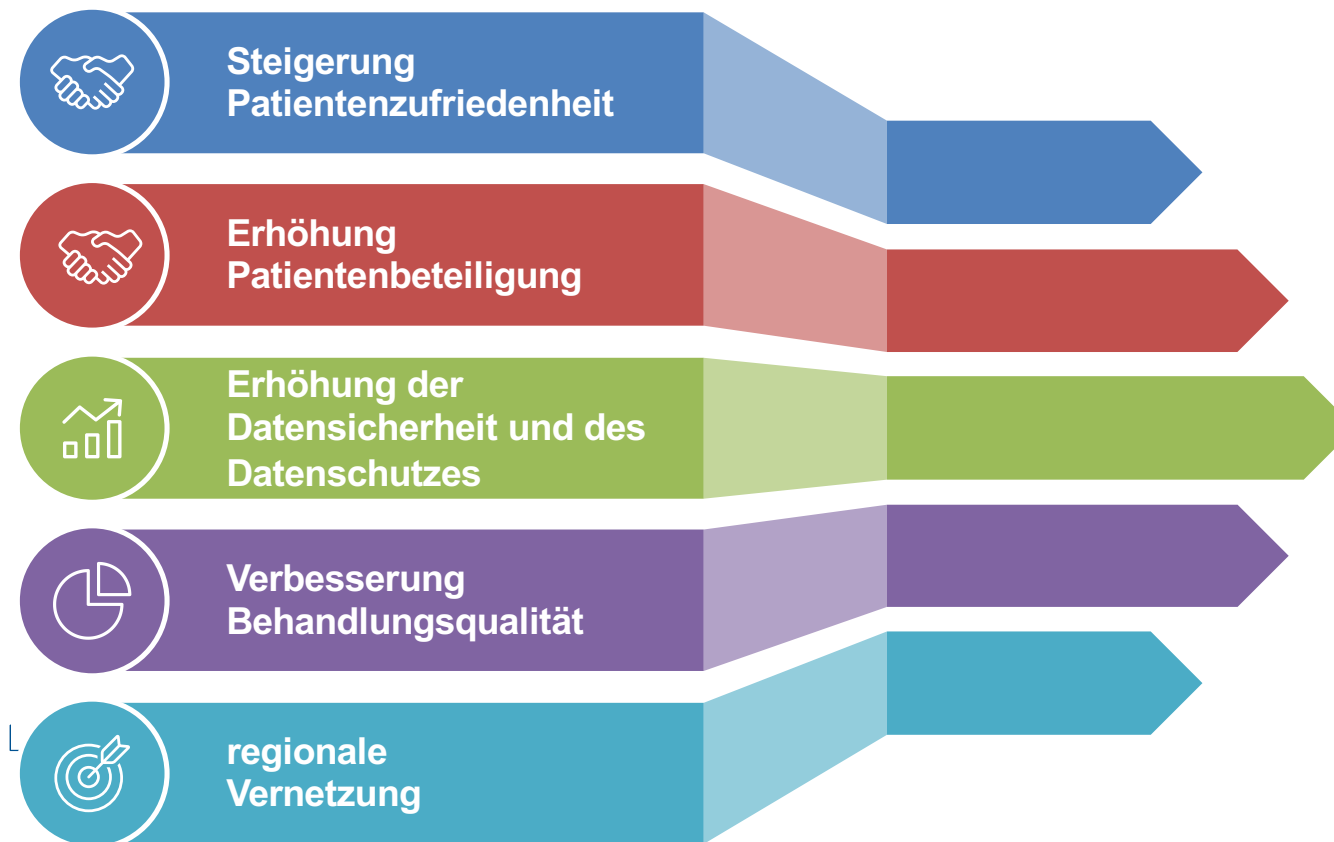 Steigerung
Patientenzufriedenheit
Erhöhung
Patientenbeteiligung
Erhöhung der
Datensicherheit und des
Datenschutzes
Verbesserung
Behandlungsqualität
regionale
Vernetzung